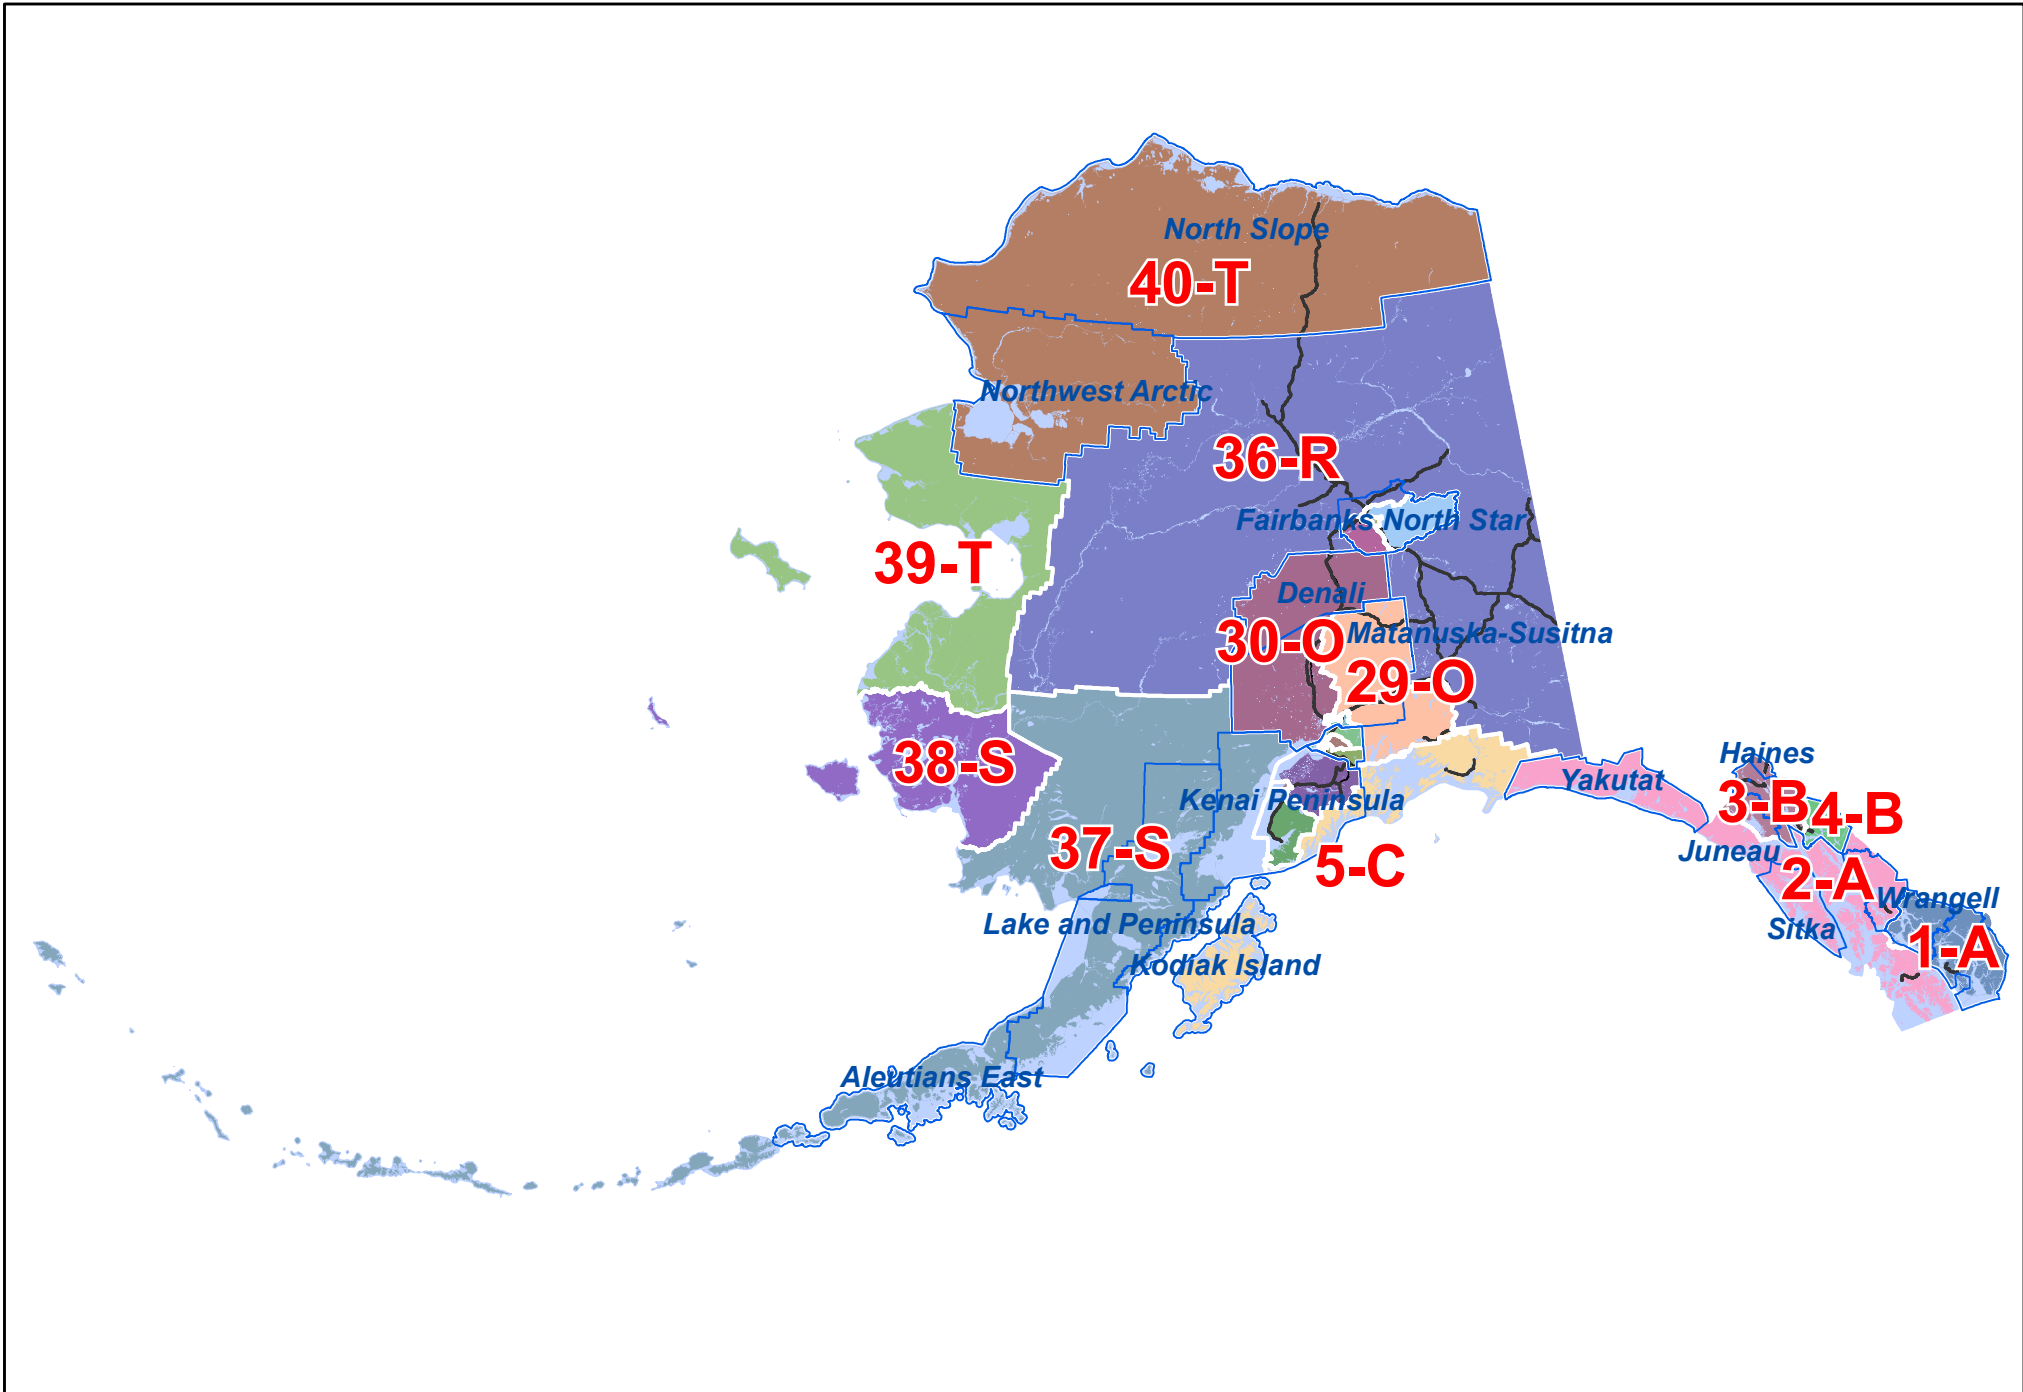 North Slope
40-T
Northwest Arctic
36-R
Fairbanks North Star
39-T
Denali
30-O
Matanuska-Susitna
29-O
38-S
Haines
Yakutat
3-B
4-B
Kenai Peninsula
37-S
5-C
Juneau
2-A
Wrangell
Lake and Peninsula
Sitka
1-A
Kodiak Island
Aleutians East